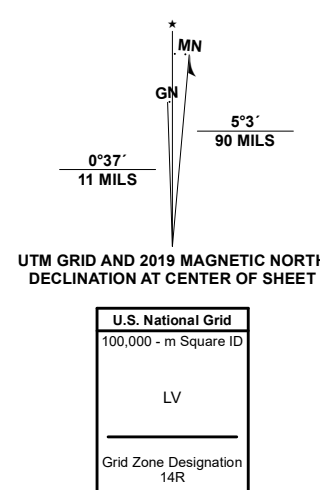 ★
MN
GN
5°3´
90 MILS
0°37´
11 MILS
UTM GRID AND 2019 MAGNETIC NORTH
DECLINATION AT CENTER OF SHEET
U.S. National Grid
100,000 - m Square ID
LV
Grid Zone Designation
14R